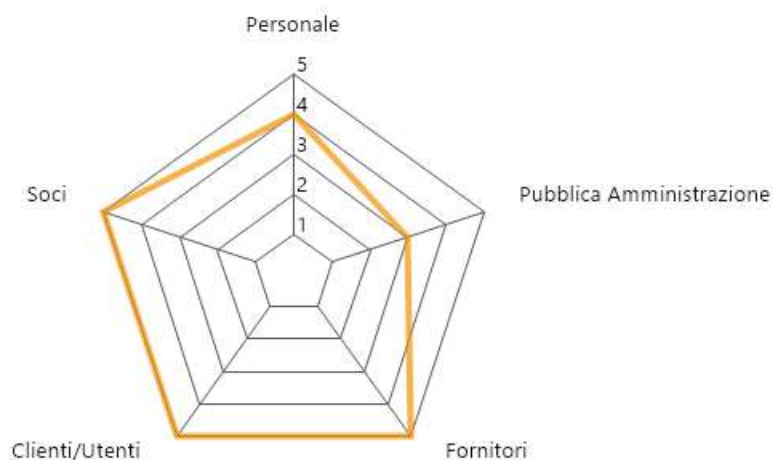 Personale
5
4
3
2
1
Soci
Pubblica Amministrazione
Clienti/Utenti
Fornitori